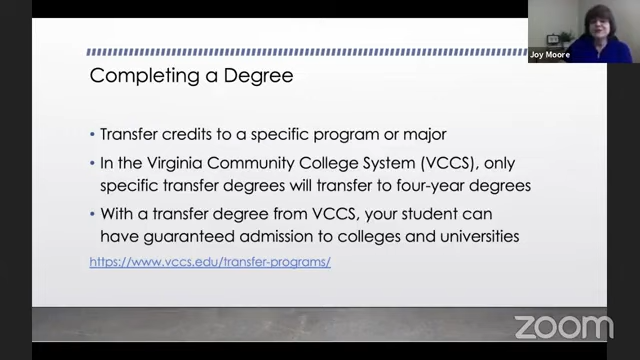 Joy Moore
Completing a Degree
• Transfer credits to a specific program or major
• In the Virginia Community College System (VCCS), only
specific transfer degrees will transfer to four-year degrees
• With a transfer degree from VCCS, your student can
have guaranteed admission to colleges and universities
https://www.vccs.edu/transfer-programs/
zoom